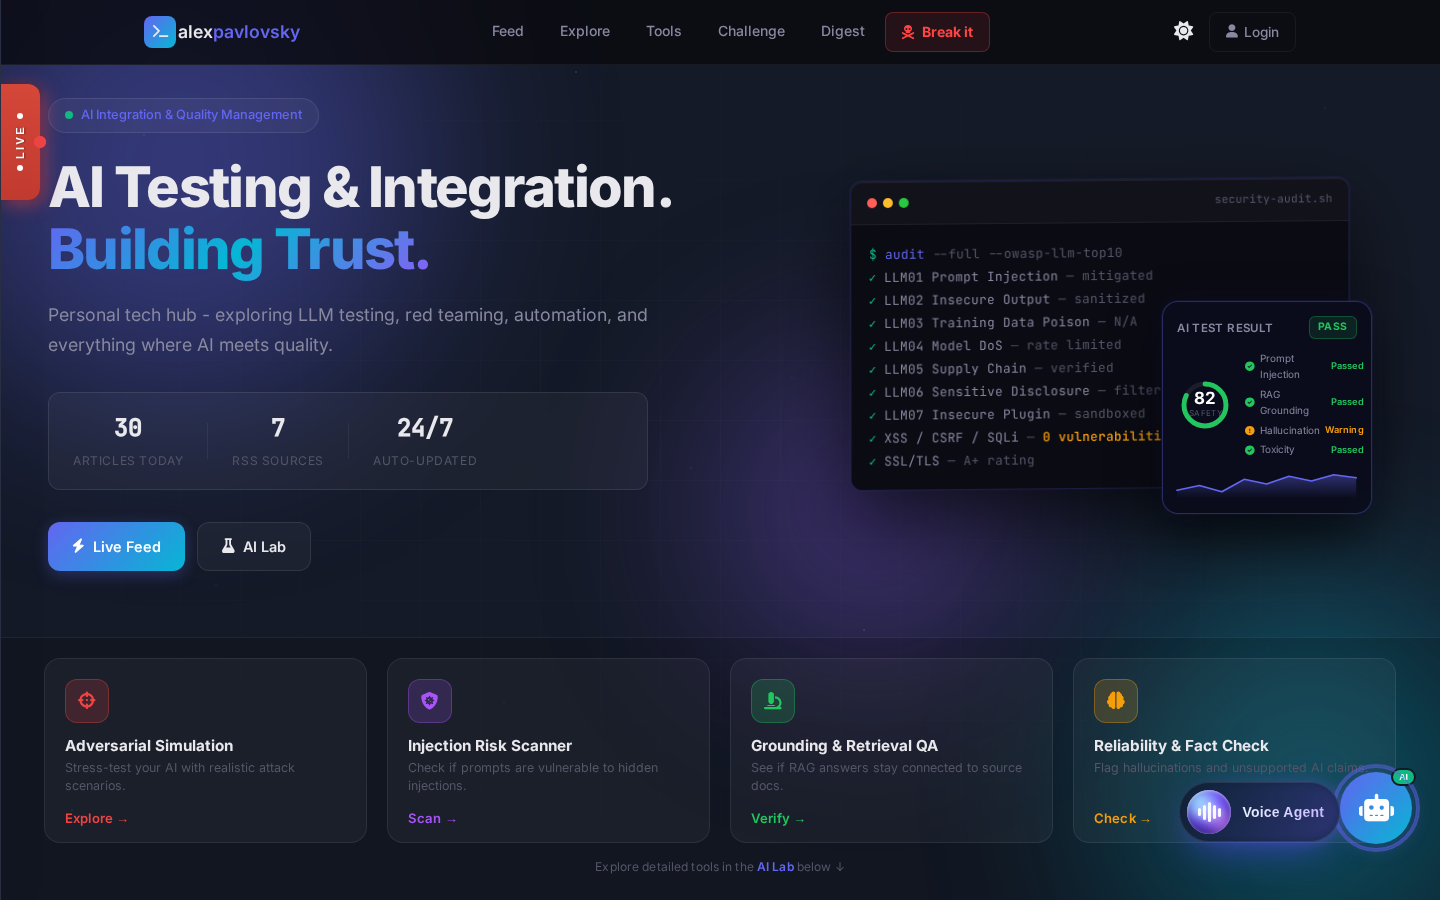 alexpavlovsky
Feed
Explore
Tools
Challenge
Digest
Break it
Login
LIVE
AI Integration & Quality Management
AI Testing & Integration.
Building Trust.
Personal tech hub - exploring LLM testing, red teaming, automation, and
everything where AI meets quality.
30
ARTICLES TODAY
7
RSS SOURCES
24/7
AUTO-UPDATED
Live Feed
AI Lab
security-audit.sh
$ audit --full --owasp-llm-top10
✓ LLM01 Prompt Injection — mitigated
✓ LLM02 Insecure Output — sanitized
✓ LLM03 Training Data Poison — N/A
✓ LLM04 Model DoS — rate limited
✓ LLM05 Supply Chain — verified
✓ LLM06 Sensitive Disclosure — filter
✓ LLM07 Insecure Plugin — sandboxed
✓ XSS / CSRF / SQLi — 0 vulnerabiliti
✓ SSL/TLS — A+ rating
AI TEST RESULT
PASS
82
SAFETY
Prompt
Injection
Passed
RAG
Grounding
Passed
Hallucination Warning
Toxicity
Passed
Adversarial Simulation
Stress-test your AI with realistic attack
scenarios.
Explore →
Injection Risk Scanner
Check if prompts are vulnerable to hidden
injections.
Scan →
Grounding & Retrieval QA
See if RAG answers stay connected to source
docs.
Verify →
Reliability & Fact Check
Flag hallucinations and unsupported AI claims.
Check →
Voice Agent
AI
Explore detailed tools in the AI Lab below ↓